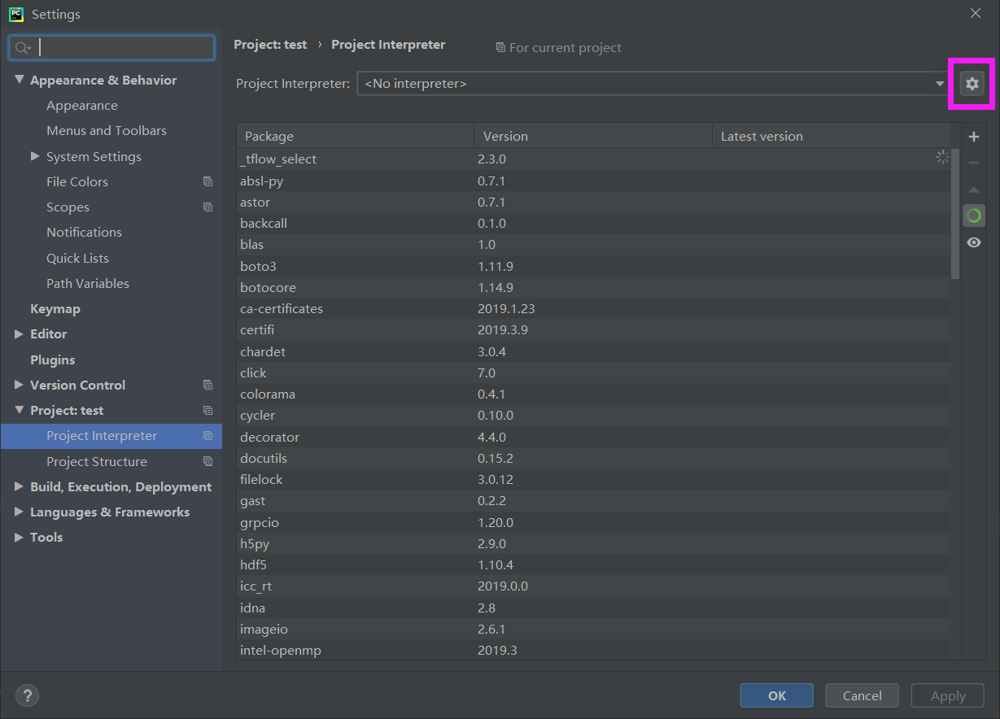 PC
Settings
Project: test › Project Interpreter
For current project
Project Interpreter: <No interpreter>
Appearance & Behavior
Appearance
Menus and Toolbars
System Settings
File Colors
Scopes
Notifications
Quick Lists
Path Variables
Keymap
Editor
Plugins
Version Control
Project: test
Project Interpreter
Project Structure
Build, Execution, Deployment
Languages & Frameworks
Tools
Package Version Latest version
_tflow_select 2.3.0
absl-py 0.7.1
astor 0.7.1
backcall 0.1.0
blas 1.0
boto3 1.11.9
botocore 1.14.9
ca-certificates 2019.1.23
certifi 2019.3.9
chardet 3.0.4
click 7.0
colorama 0.4.1
cycler 0.10.0
decorator 4.4.0
docutils 0.15.2
filelock 3.0.12
gast 0.2.2
grpcio 1.20.0
h5py 2.9.0
hdf5 1.10.4
icc_rt 2019.0.0
idna 2.8
imageio 2.6.1
intel-openmp 2019.3
?
OK
Cancel
Apply